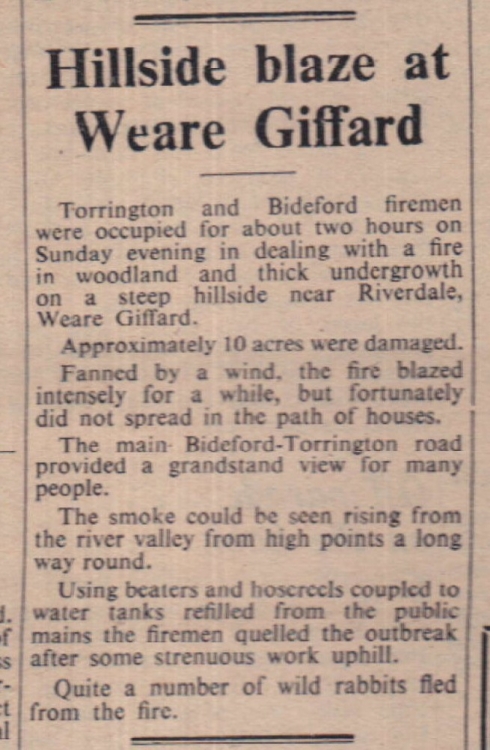 Hillside blaze at
Weare Giffard
Torrington and Bideford firemen
were occupied for about two hours on
Sunday evening in dealing with a fire
in woodland and thick undergrowth
on a steep hillside near Riverdale,
Weare Giffard.
Approximately 10 acres were damaged.
Fanned by a wind, the fire blazed
intensely for a while, but fortunately
did not spread in the path of houses.
The main Bideford-Torrington road
provided a grandstand view for many
people.
The smoke could be seen rising from
the river valley from high points a long
way round.
Using beaters and hosereels coupled to
water tanks refilled from the public
mains the firemen quelled the outbreak
after some strenuous work uphill.
Quite a number of wild rabbits fled
from the fire.